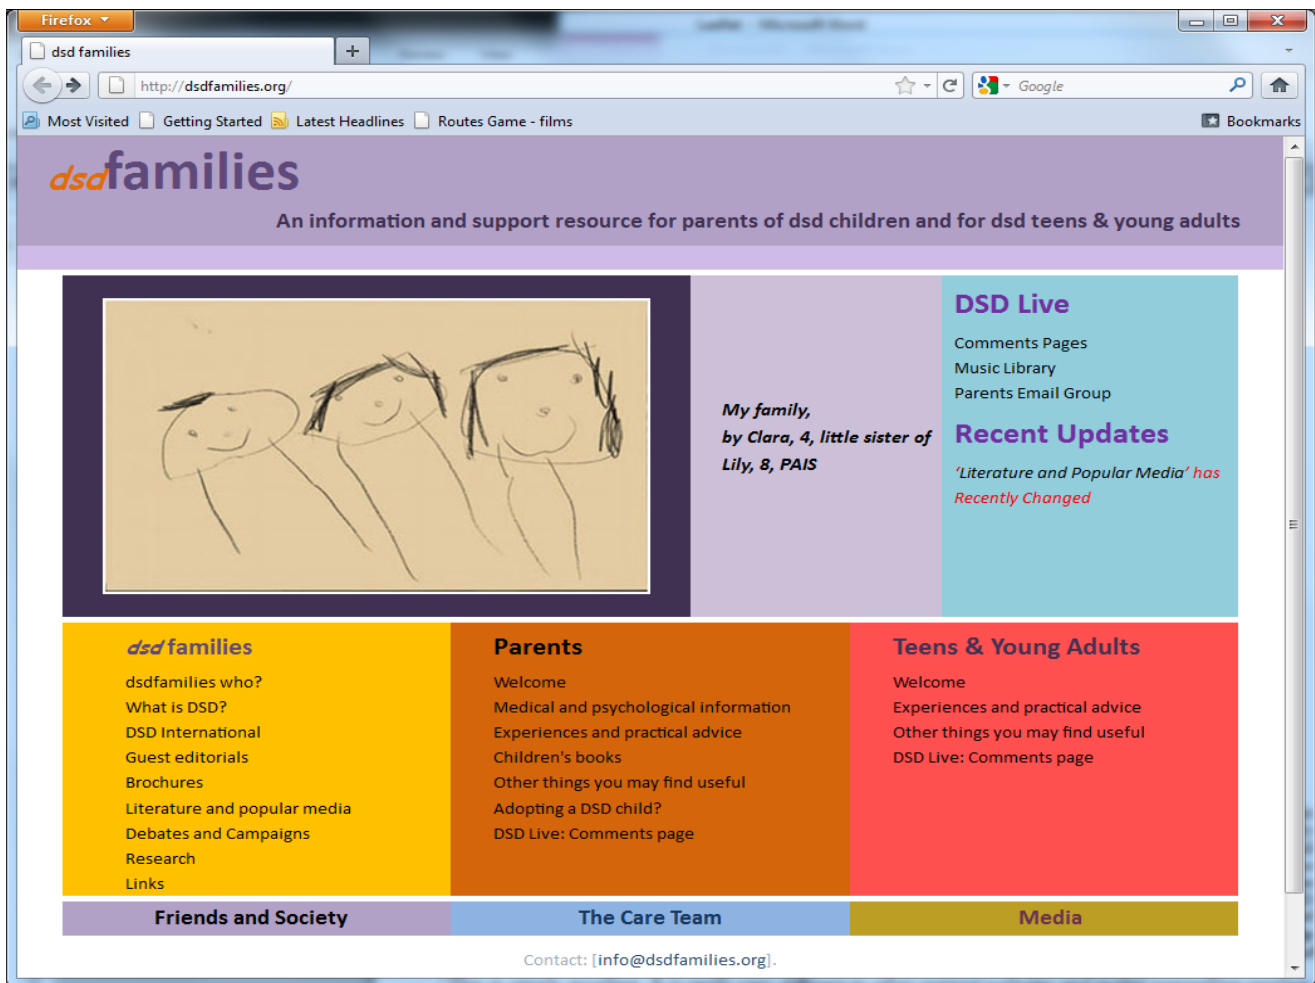 Firefox
dsd families
http://dsdfamilies.org/
Google
Most Visited Getting Started Latest Headlines Routes Game - films Bookmarks
dsdfamilies
An information and support resource for parents of dsd children and for dsd teens & young adults
My family,
by Clara, 4, little sister of
Lily, 8, PAIS
DSD Live
Comments Pages
Music Library
Parents Email Group
Recent Updates
‘Literature and Popular Media’ has
Recently Changed
dsd families
dsdfamilies who?
What is DSD?
DSD International
Guest editorials
Brochures
Literature and popular media
Debates and Campaigns
Research
Links
Parents
Welcome
Medical and psychological information
Experiences and practical advice
Children's books
Other things you may find useful
Adopting a DSD child?
DSD Live: Comments page
Teens & Young Adults
Welcome
Experiences and practical advice
Other things you may find useful
DSD Live: Comments page
Friends and Society
The Care Team
Media
Contact: [info@dsdfamilies.org].